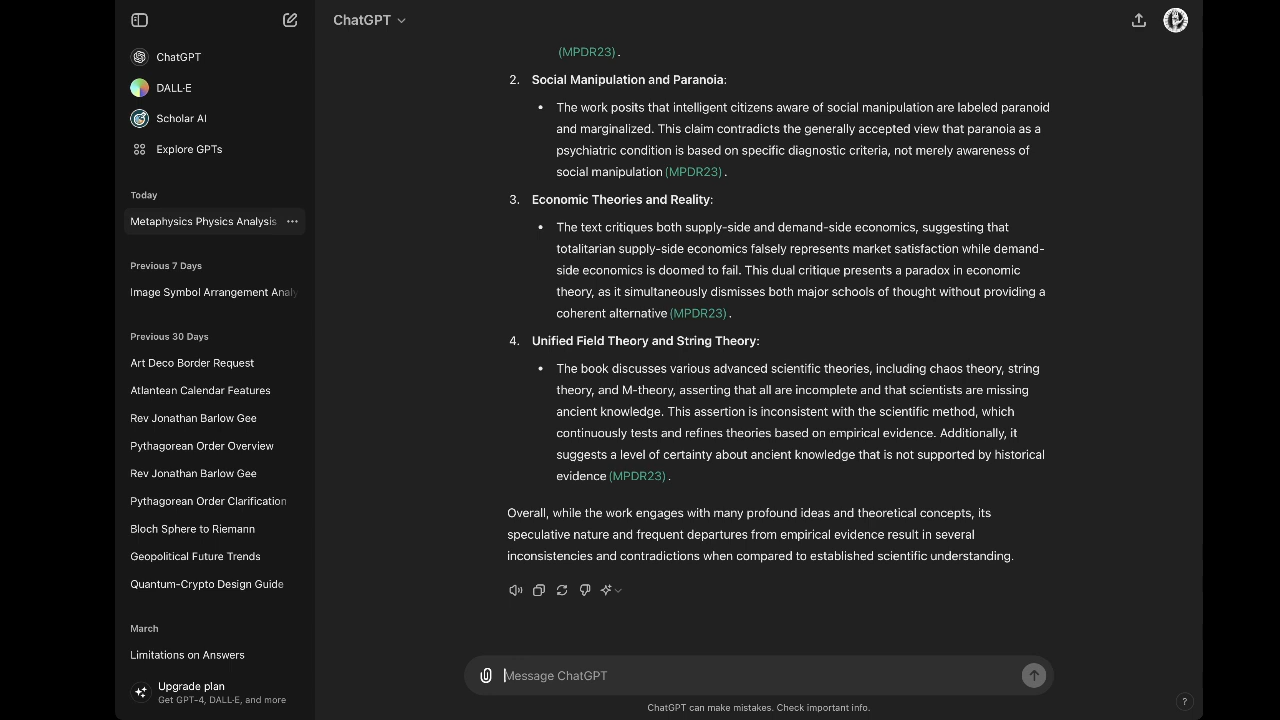 ChatGPT
DALL·E
Scholar AI
Explore GPTs
Today
Metaphysics Physics Analysis
Previous 7 Days
Image Symbol Arrangement Analy
Previous 30 Days
Art Deco Border Request
Atlantean Calendar Features
Rev Jonathan Barlow Gee
Pythagorean Order Overview
Rev Jonathan Barlow Gee
Pythagorean Order Clarification
Bloch Sphere to Riemann
Geopolitical Future Trends
Quantum-Crypto Design Guide
March
Limitations on Answers
Upgrade plan
Get GPT-4, DALL·E, and more
ChatGPT
(MPDR23).
2. Social Manipulation and Paranoia:
• The work posits that intelligent citizens aware of social manipulation are labeled paranoid
and marginalized. This claim contradicts the generally accepted view that paranoia as a
psychiatric condition is based on specific diagnostic criteria, not merely awareness of
social manipulation (MPDR23).
3. Economic Theories and Reality:
• The text critiques both supply-side and demand-side economics, suggesting that
totalitarian supply-side economics falsely represents market satisfaction while demand-
side economics is doomed to fail. This dual critique presents a paradox in economic
theory, as it simultaneously dismisses both major schools of thought without providing a
coherent alternative (MPDR23).
4. Unified Field Theory and String Theory:
• The book discusses various advanced scientific theories, including chaos theory, string
theory, and M-theory, asserting that all are incomplete and that scientists are missing
ancient knowledge. This assertion is inconsistent with the scientific method, which
continuously tests and refines theories based on empirical evidence. Additionally, it
suggests a level of certainty about ancient knowledge that is not supported by historical
evidence (MPDR23).
Overall, while the work engages with many profound ideas and theoretical concepts, its
speculative nature and frequent departures from empirical evidence result in several
inconsistencies and contradictions when compared to established scientific understanding.
Message ChatGPT
ChatGPT can make mistakes. Check important info.
?